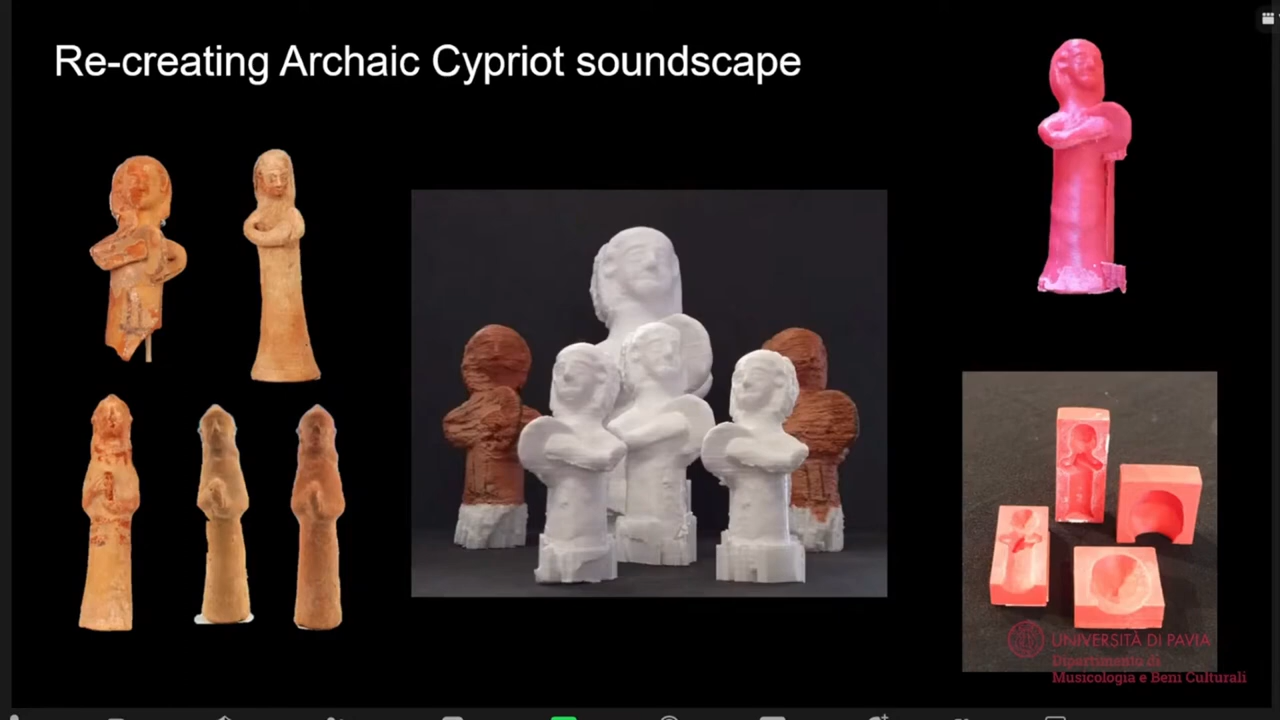 Re-creating Archaic Cypriot soundscape
UNIVERSITÀ DI PAVIA
Dipartimento di
Musicologia e Beni Culturali